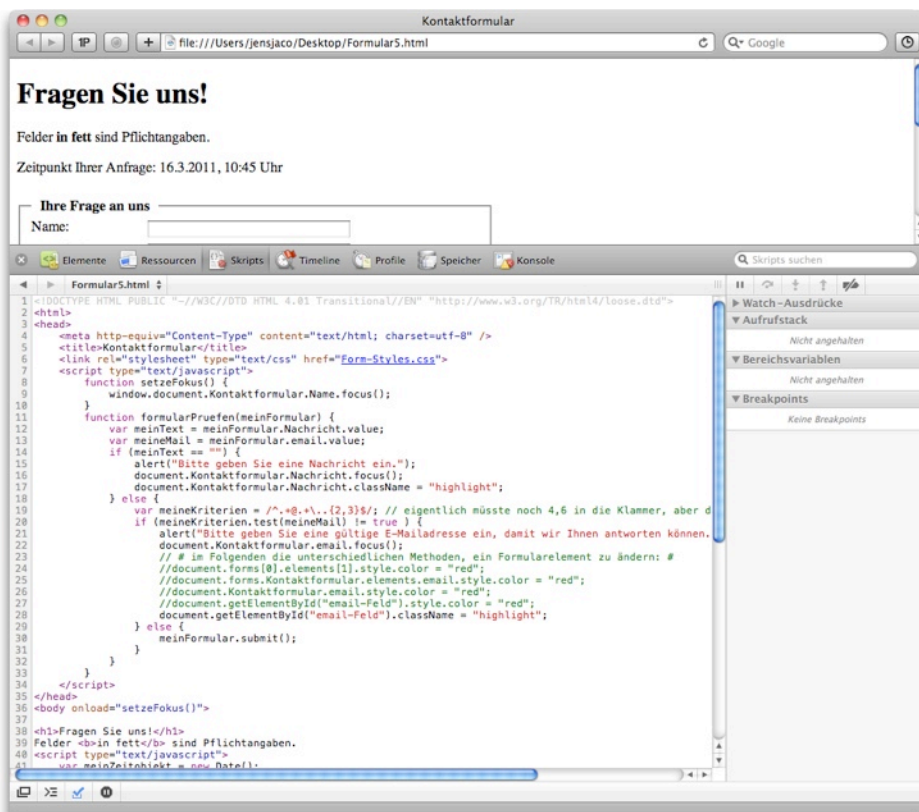 Kontaktformular
1P
+
file:///Users/jensjaco/Desktop/Formular5.html
Google
Fragen Sie uns!
Felder in fett sind Pflichtangaben.
Zeitpunkt Ihrer Anfrage: 16.3.2011, 10:45 Uhr
Ihre Frage an uns
Name:
Elemente Ressourcen Skripts Timeline Profile Speicher Konsole
Skripts suchen
Formular5.html
1 <!DOCTYPE HTML PUBLIC "-//W3C//DTD HTML 4.01 Transitional//EN" "http://www.w3.org/TR/html4/loose.dtd">
2 <html>
3 <head>
4 <meta http-equiv="Content-Type" content="text/html; charset=utf-8" />
5 <title>Kontaktformular</title>
6 <link rel="stylesheet" type="text/css" href="Form-Styles.css">
7 <script type="text/javascript">
8 function setzeFokus() {
9 window.document.Kontaktformular.Name.focus();
10 }
11 function formularPruefen(meinFormular) {
12 var meinText = meinFormular.Nachricht.value;
13 var meineMail = meinFormular.email.value;
14 if (meinText == "") {
15 alert("Bitte geben Sie eine Nachricht ein.");
16 document.Kontaktformular.Nachricht.focus();
17 document.Kontaktformular.Nachricht.className = "highlight";
18 } else {
19 var meineKriterien = /^.+@.+\..{2,3}$/; // eigentlich müsste noch 4,6 in die Klammer, aber d
20 if (meineKriterien.test(meineMail) != true ) {
21 alert("Bitte geben Sie eine gültige E-Mailadresse ein, damit wir Ihnen antworten können.
22 document.Kontaktformular.email.focus();
23 // # im Folgenden die unterschiedlichen Methoden, ein Formularelement zu ändern: #
24 //document.forms[0].elements[1].style.color = "red";
25 //document.forms.Kontaktformular.elements.email.style.color = "red";
26 //document.Kontaktformular.email.style.color = "red";
27 //document.getElementById("email-Feld").style.color = "red";
28 document.getElementById("email-Feld").className = "highlight";
29 } else {
30 meinFormular.submit();
31 }
32 }
33 }
34 </script>
35 </head>
36 <body onload="setzeFokus()">
37
38 <h1>Fragen Sie uns!</h1>
39 Felder <b>in fett</b> sind Pflichtangaben.
40 <script type="text/javascript">
41 var meinZeitobjekt = new Date();
Watch-Ausdrücke
Aufrufstack
Nicht angehalten
Bereichsvariablen
Nicht angehalten
Breakpoints
Keine Breakpoints